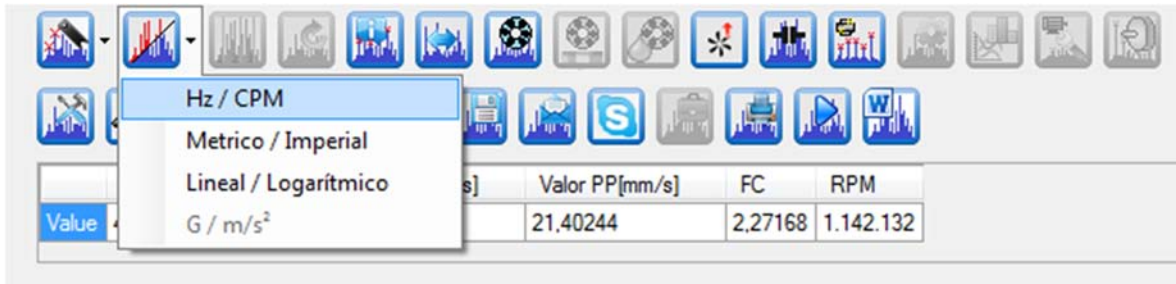 Hz / CPM
Metrico / Imperial
Lineal / Logarítmico
G / m/s²
s] Valor PP[mm/s] FC RPM
Value 21,40244 2,27168 1.142.132